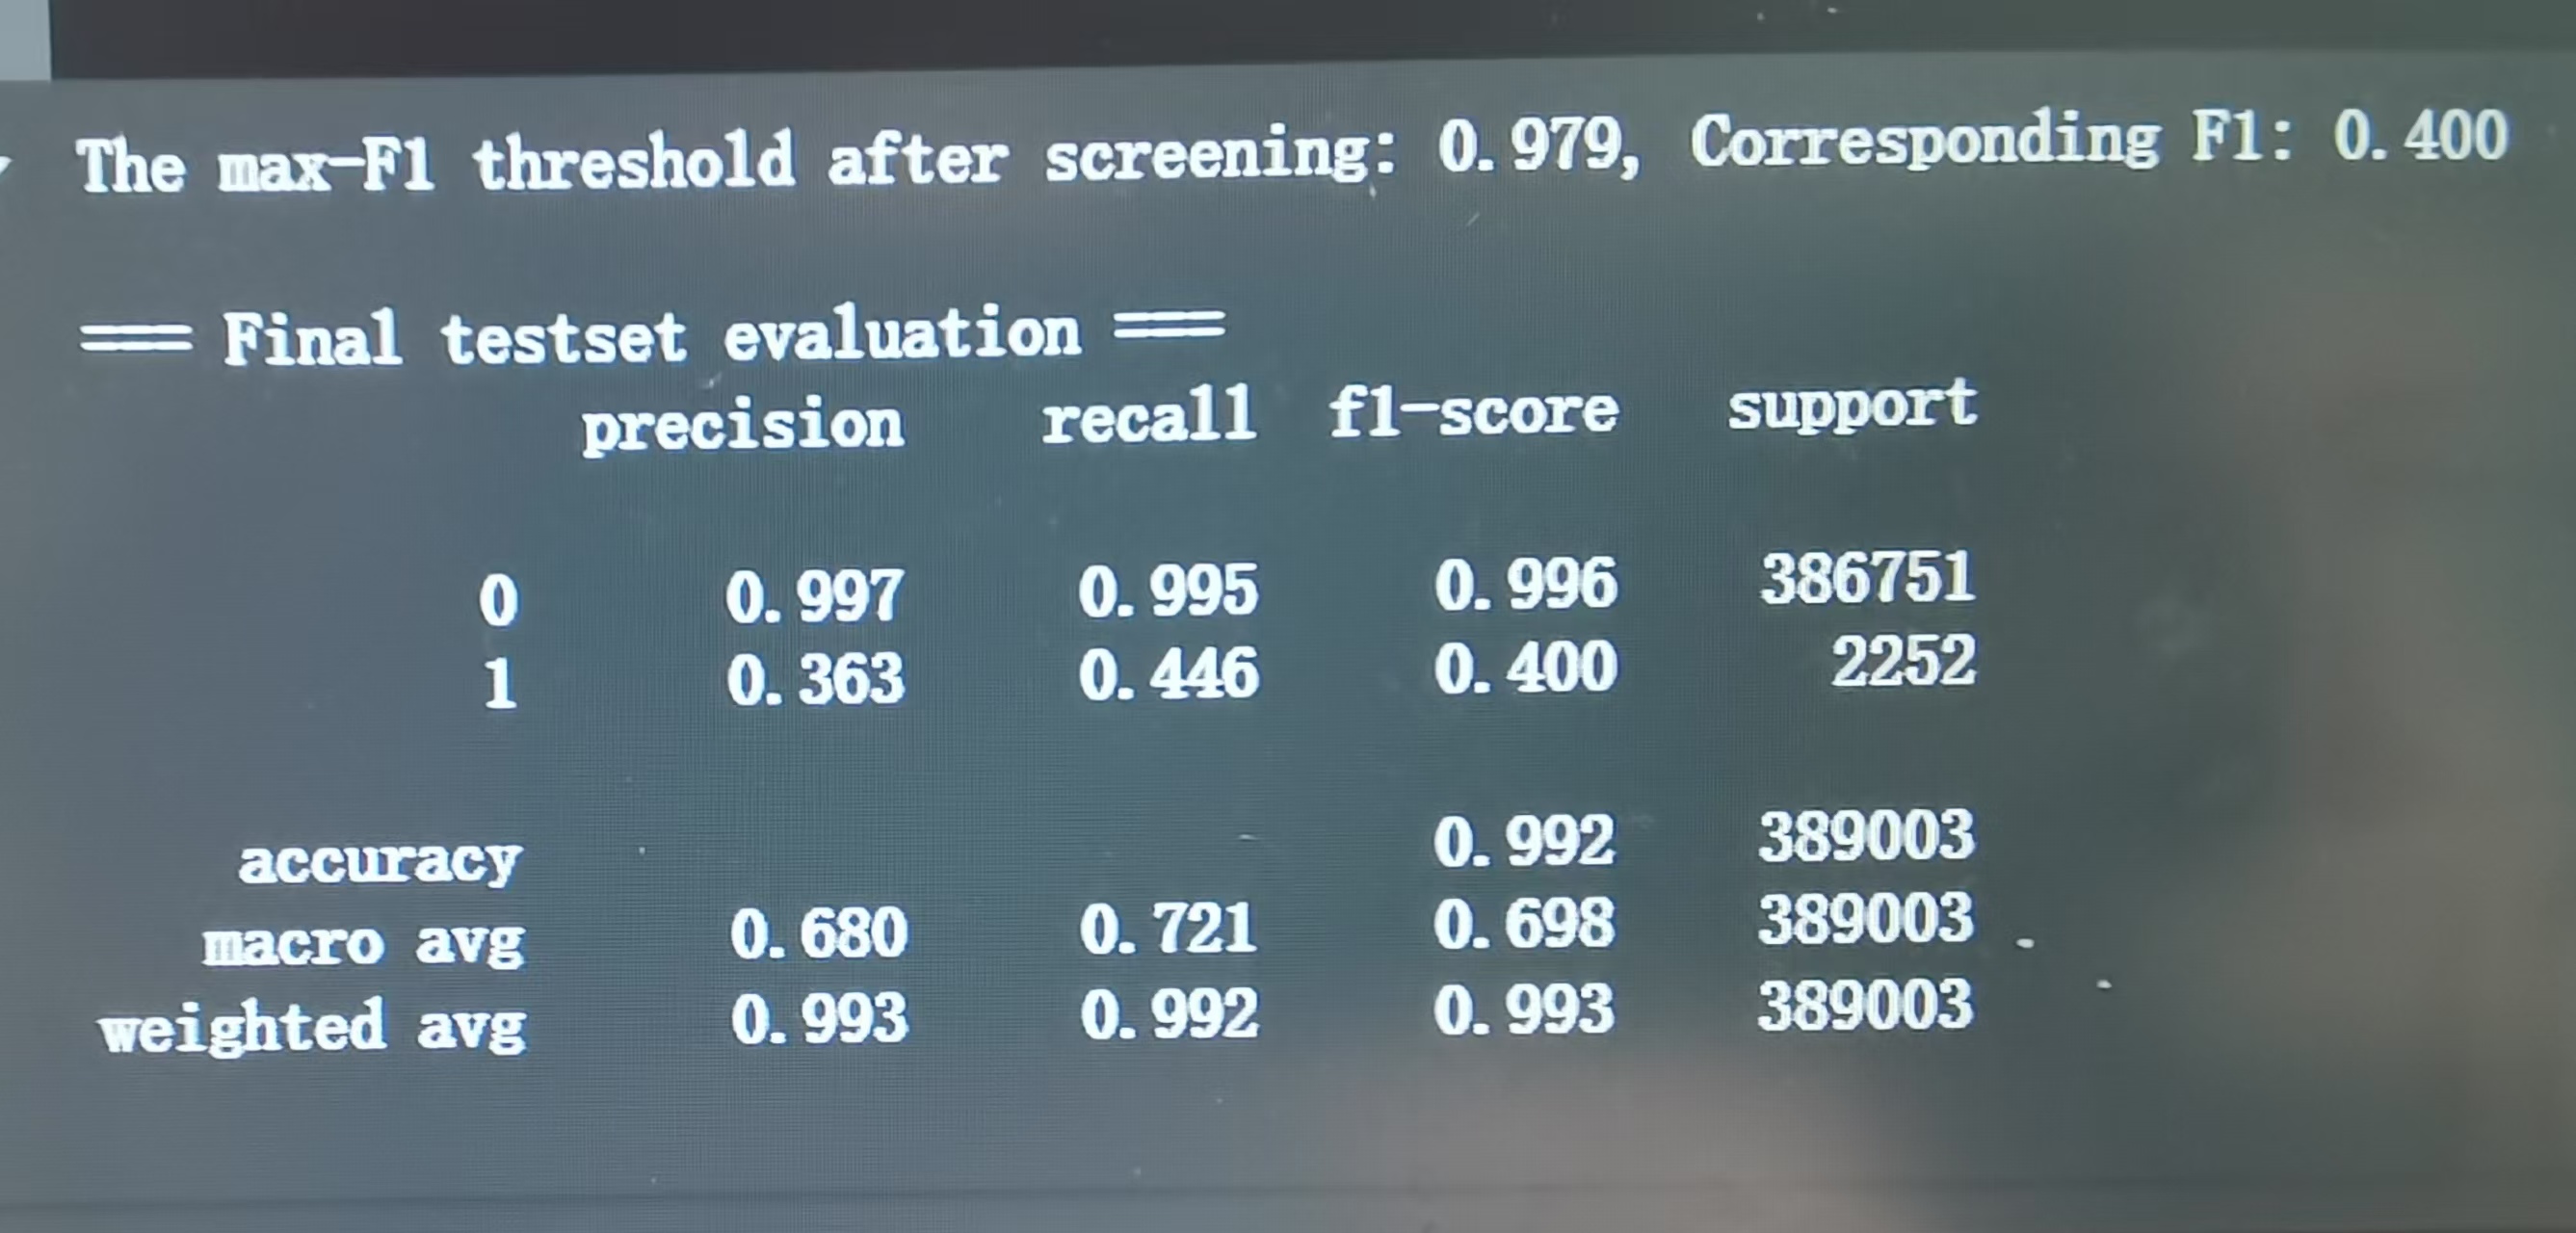 The max-F1 threshold after screening: 0.979, Corresponding F1: 0.400
=== Final testset evaluation ===
precision recall f1-score support
0 0.997 0.995 0.996 386751
1 0.363 0.446 0.400 2252
accuracy 0.992 389003
macro avg 0.680 0.721 0.698 389003
weighted avg 0.993 0.992 0.993 389003